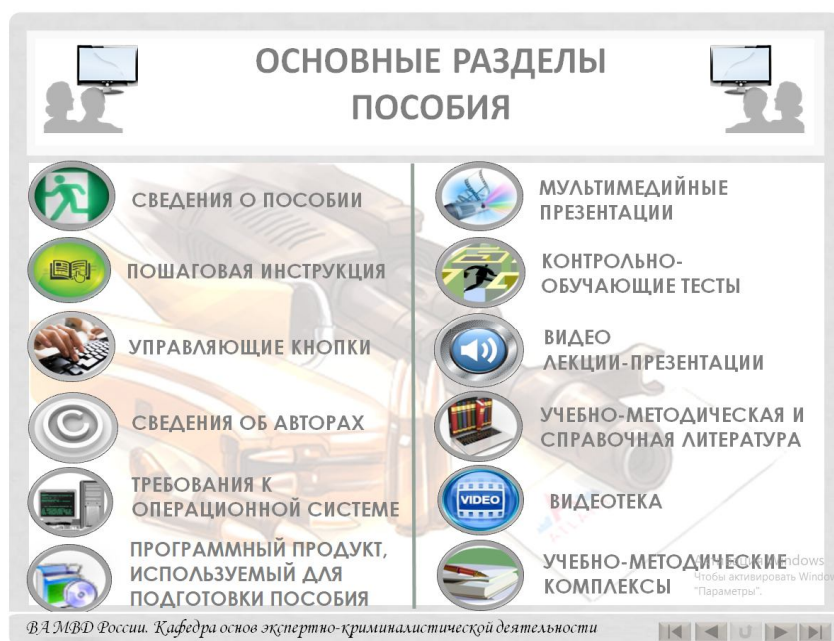 ОСНОВНЫЕ РАЗДЕЛЫ
ПОСОБИЯ
СВЕДЕНИЯ О ПОСОБИИ
ПОШАГОВАЯ ИНСТРУКЦИЯ
УПРАВЛЯЮЩИЕ КНОПКИ
СВЕДЕНИЯ ОБ АВТОРАХ
ТРЕБОВАНИЯ К
ОПЕРАЦИОННОЙ СИСТЕМЕ
ПРОГРАММНЫЙ ПРОДУКТ,
ИСПОЛЬЗУЕМЫЙ ДЛЯ
ПОДГОТОВКИ ПОСОБИЯ
МУЛЬТИМЕДИЙНЫЕ
ПРЕЗЕНТАЦИИ
КОНТРОЛЬНО-
ОБУЧАЮЩИЕ ТЕСТЫ
ВИДЕО
ЛЕКЦИИ-ПРЕЗЕНТАЦИИ
УЧЕБНО-МЕТОДИЧЕСКАЯ И
СПРАВОЧНАЯ ЛИТЕРАТУРА
VIDEO
ВИДЕОТЕКА
УЧЕБНО-МЕТОДИЧЕСКИЕ
КОМПЛЕКСЫ
Windows
Чтобы активировать Window
"Параметры".
ВА МВД России. Кафедра основ экспертно-криминалистической деятельности